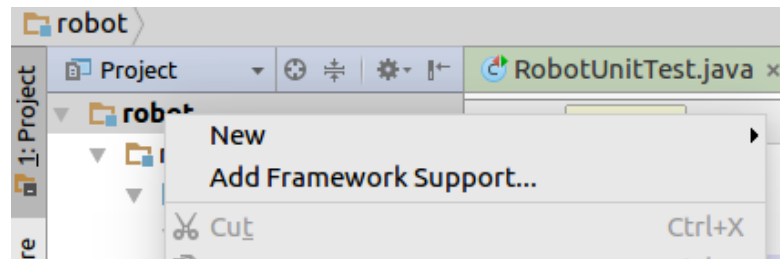 robot
1: Project
Project
RobotUnitTest.java
robot
New
Add Framework Support...
Cut Ctrl+X